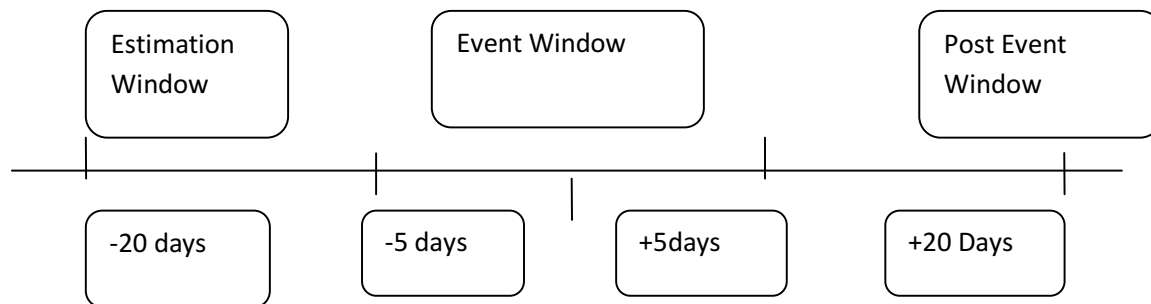 Estimation
Window
Event Window
Post Event
Window
-20 days
-5 days
+5days
+20 Days